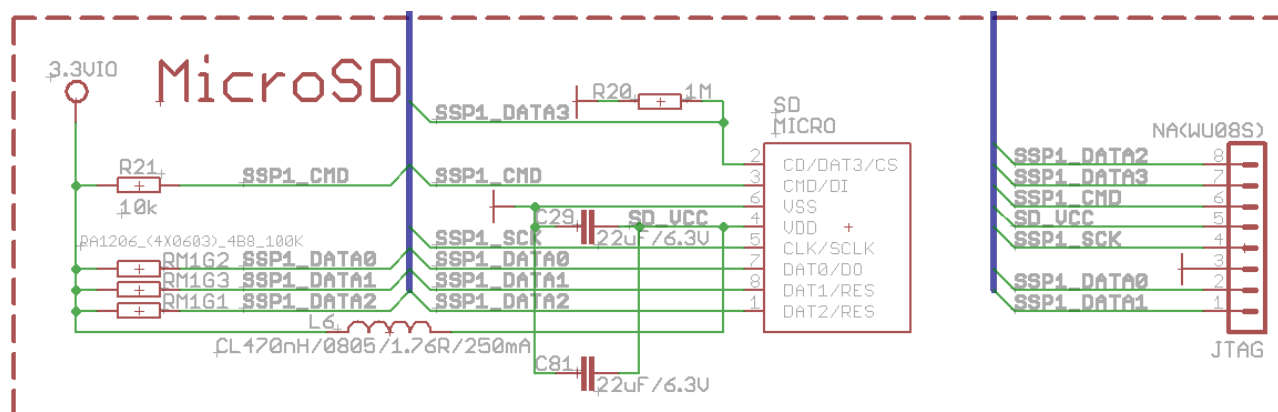 3.3VIO
MicroSD
R20
1M
SSP1_DATA3
SD
MICRO
NA(WU08S)
R21
10k
SSP1_CMD
SSP1_CMD
2 CD/DAT3/CS
3 CMD/DI
6 VSS
4 VDD
5 CLK/SCLK
7 DAT0/DO
8 DAT1/RES
1 DAT2/RES
C29
22uF/6.3V
SD_VCC
SSP1_SCK
RA1206_(4X0603)_4B8_100K
RM1G2 SSP1_DATA0 SSP1_DATA0
RM1G3 SSP1_DATA1 SSP1_DATA1
RM1G1 SSP1_DATA2 SSP1_DATA2
L6
CL470nH/0805/1.76R/250mA
C81
22uF/6.3V
SSP1_DATA2 8
SSP1_DATA3 7
SSP1_CMD 6
SD_VCC 5
SSP1_SCK 4
3
SSP1_DATA0 2
SSP1_DATA1 1
JTAG